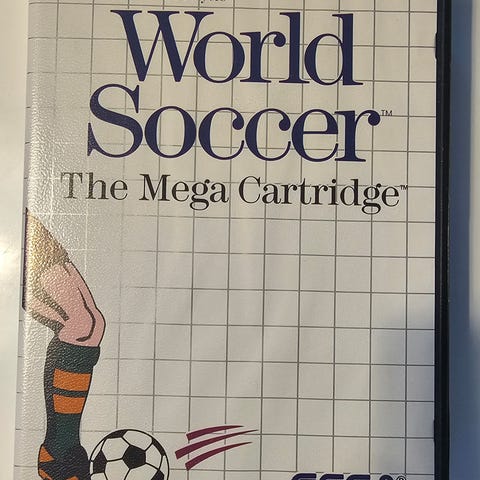 World
Soccer™
The Mega Cartridge™